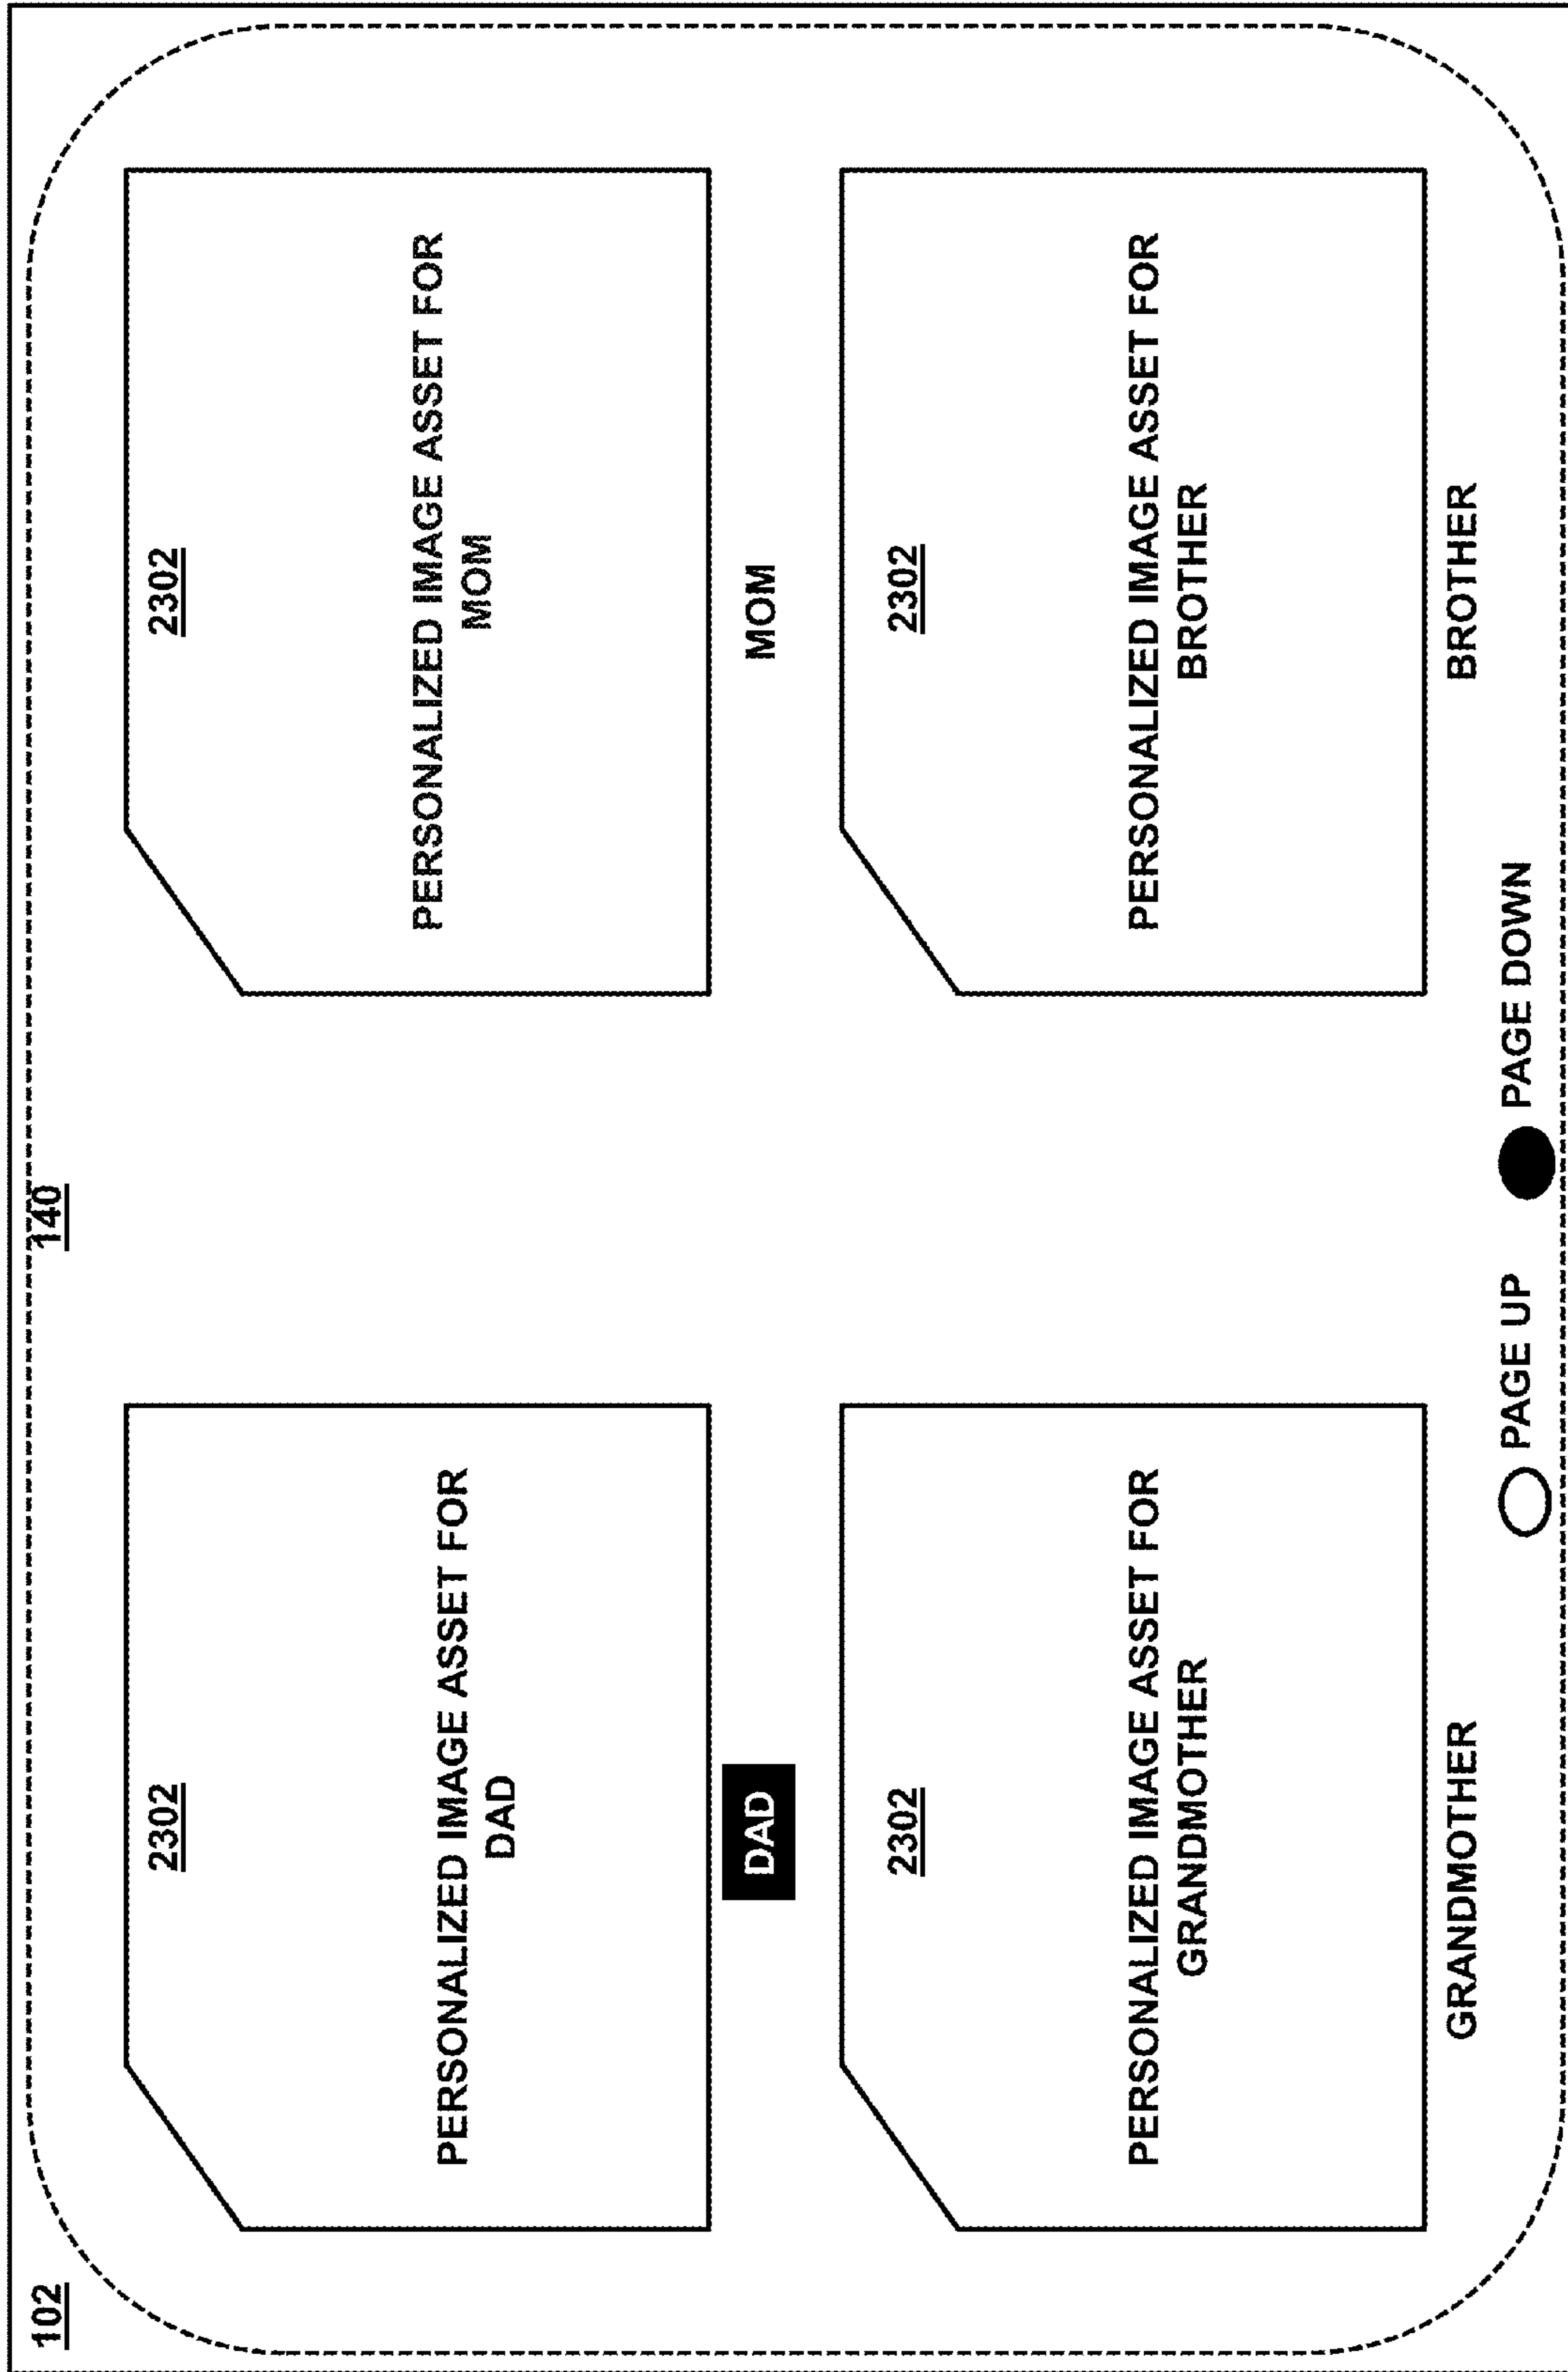 102
140
2302
PERSONALIZED IMAGE ASSET FOR
DAD
DAD
2302
PERSONALIZED IMAGE ASSET FOR
MOM
MOM
2302
PERSONALIZED IMAGE ASSET FOR
GRANDMOTHER
GRANDMOTHER
2302
PERSONALIZED IMAGE ASSET FOR
BROTHER
BROTHER
PAGE UP
PAGE DOWN